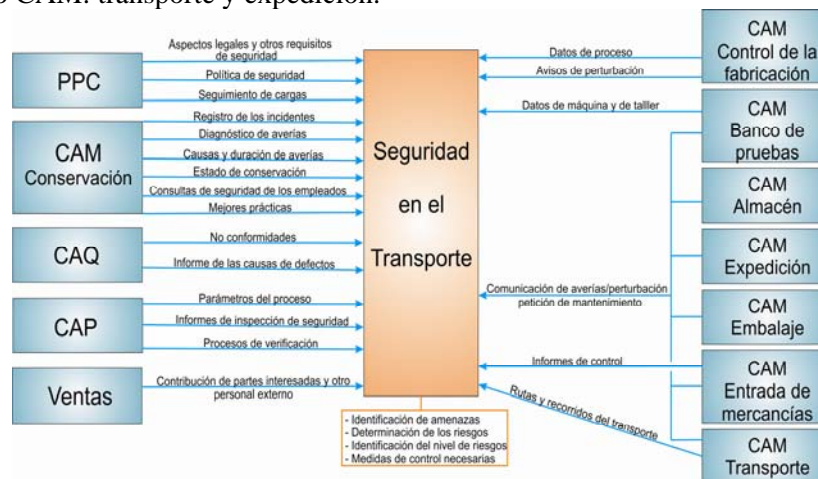 CAM: transporte y expedición.
PPC
Aspectos legales y otros requisitos
de seguridad
Política de seguridad
Seguimiento de cargas
CAM
Conservación
Registro de los incidentes
Diagnóstico de averías
Causas y duración de averías
Estado de conservación
Consultas de seguridad de los empleados
Mejores prácticas
CAQ
No conformidades
Informe de las causas de defectos
CAP
Parámetros del proceso
Informes de inspección de seguridad
Procesos de verificación
Ventas
Contribución de partes interesadas y otro
personal externo
Seguridad
en el
Transporte
- Identificación de amenazas
- Determinación de los riesgos
- Identificación del nivel de riesgos
- Medidas de control necesarias
Datos de proceso
Avisos de perturbación
Datos de máquina y de talller
Comunicación de averías/perturbación
petición de mantenimiento
Informes de control
Rutas y recorridos del transporte
CAM
Control de la
fabricación
CAM
Banco de
pruebas
CAM
Almacén
CAM
Expedición
CAM
Embalaje
CAM
Entrada de
mercancías
CAM
Transporte